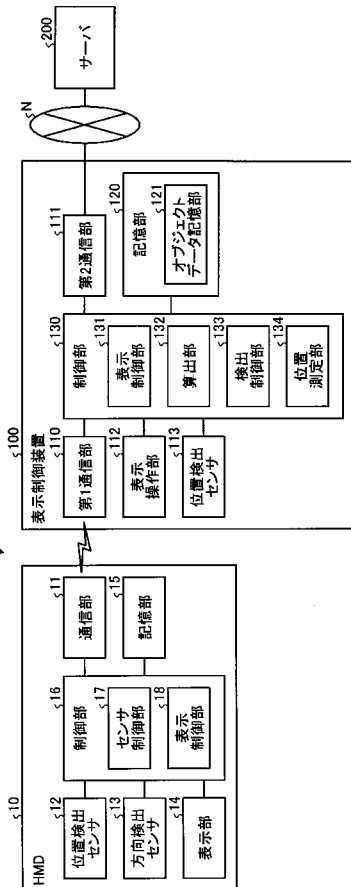 10
HMD
12
位置検出
センサ
13
方向検出
センサ
14
表示部
16
制御部
17
センサ
制御部
18
表示
制御部
11
通信部
15
記憶部
100
表示制御装置
110
第1通信部
112
表示
操作部
113
位置検出
センサ
130
制御部
131
表示
制御部
132
算出部
133
検出
制御部
134
位置
測定部
111
第2通信部
120
記憶部
121
オブジェクト
データ記憶部
N
200
サーバ